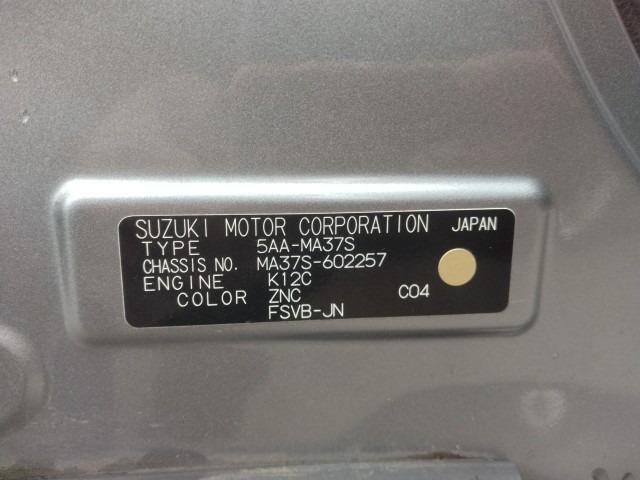 SUZUKI MOTOR CORPORATION JAPAN
TYPE 5AA-MA37S
CHASSIS NO. MA37S-602257
ENGINE K12C
COLOR ZNC C04
FSVB-JN